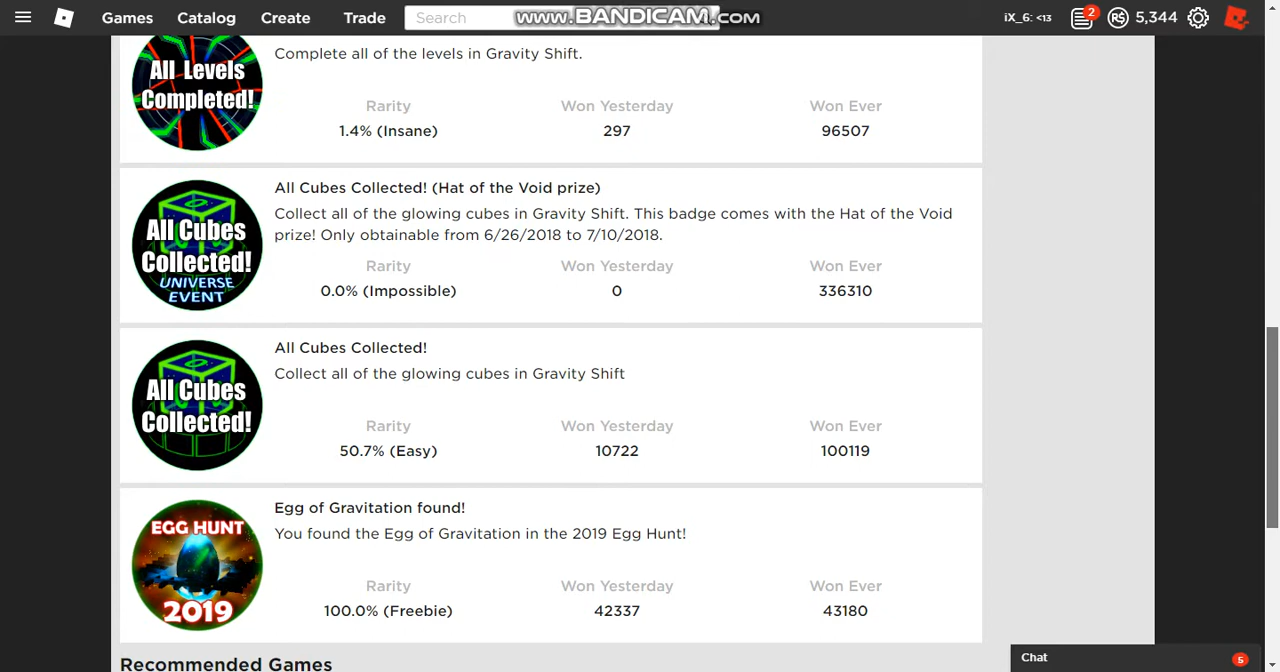 Games Catalog Create Trade Search www.BANDICAM.COM iX_6: <13 2 R$ 5,344
All Levels
Completed!
Complete all of the levels in Gravity Shift.
Rarity Won Yesterday Won Ever
1.4% (Insane) 297 96507
All Cubes
Collected!
UNIVERSE
EVENT
All Cubes Collected! (Hat of the Void prize)
Collect all of the glowing cubes in Gravity Shift. This badge comes with the Hat of the Void
prize! Only obtainable from 6/26/2018 to 7/10/2018.
Rarity Won Yesterday Won Ever
0.0% (Impossible) 0 336310
All Cubes
Collected!
All Cubes Collected!
Collect all of the glowing cubes in Gravity Shift
Rarity Won Yesterday Won Ever
50.7% (Easy) 10722 100119
EGG HUNT
2019
Egg of Gravitation found!
You found the Egg of Gravitation in the 2019 Egg Hunt!
Rarity Won Yesterday Won Ever
100.0% (Freebie) 42337 43180
Recommended Games
Chat 5